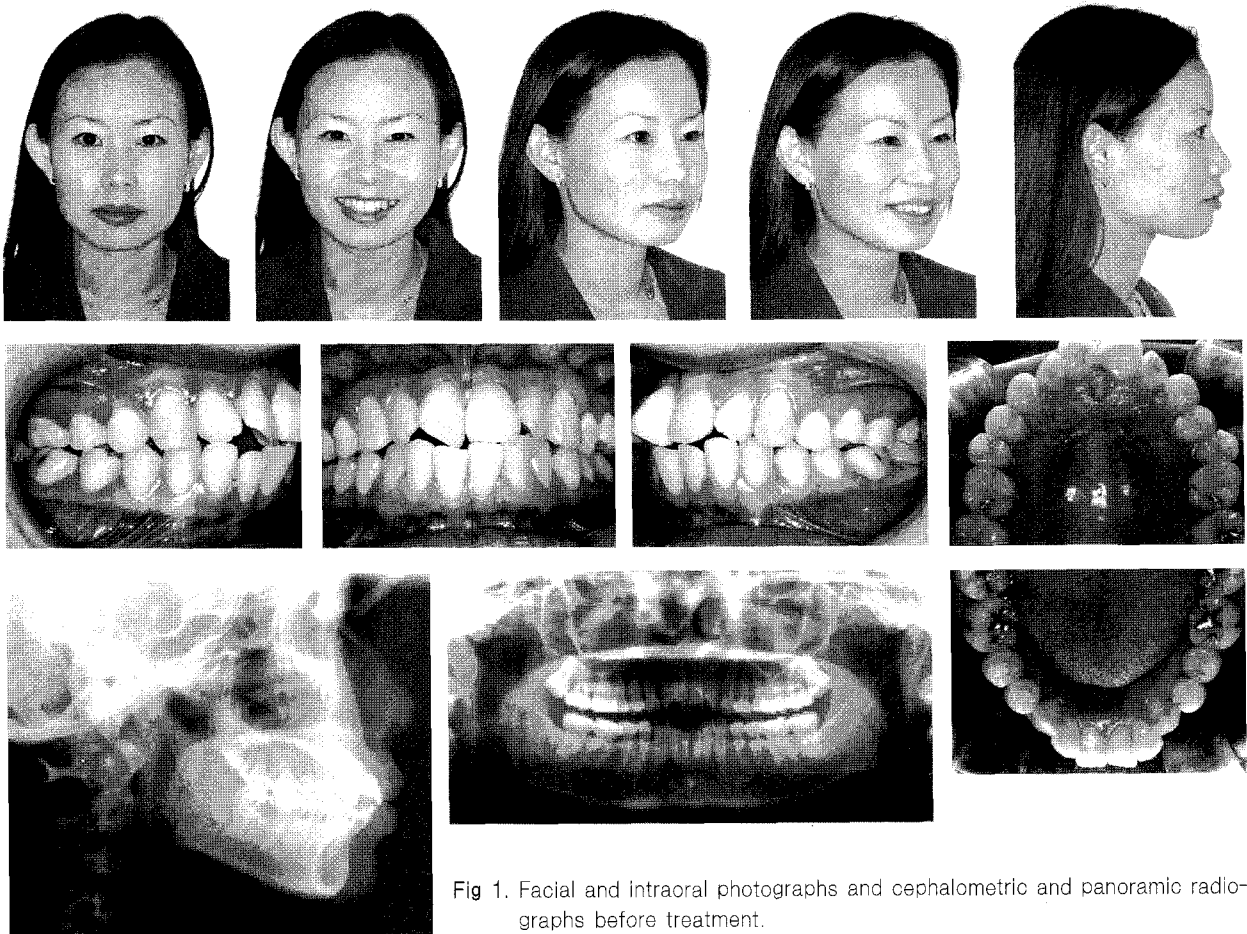 Fig 1. Facial and intraoral photographs and cephalometric and panoramic radio-
graphs before treatment.